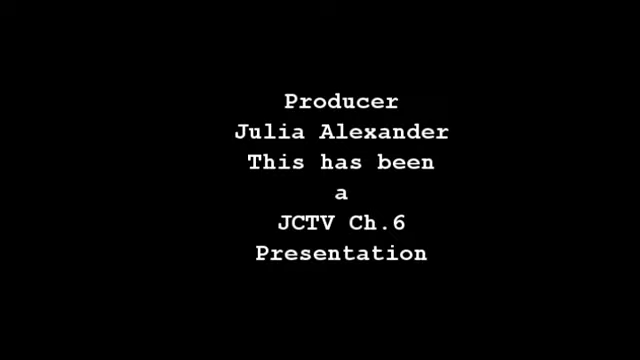 Producer
Julia Alexander
This has been
a
JCTV Ch.6
Presentation